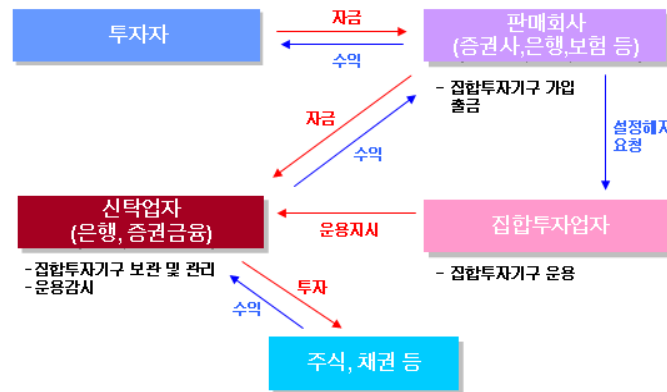 투자자
자금
수익
판매회사
(증권사,은행,보험 등)
- 집합투자기구 가입
출금
자금
수익
설정해지
요청
신탁업자
(은행, 증권금융)
운용지시
집합투자업자
-집합투자기구 보관 및 관리
-운용감시
- 집합투자기구 운용
투자
수익
주식, 채권 등